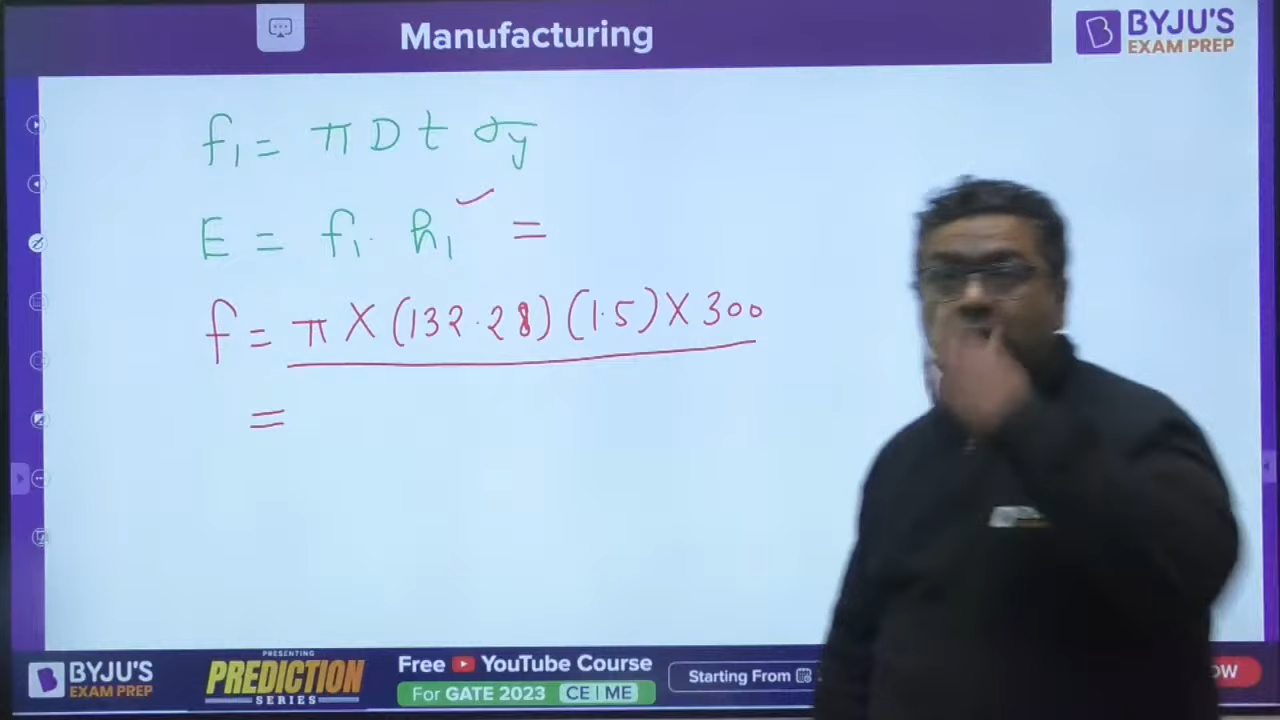 Manufacturing
BYJU'S
EXAM PREP
f₁ = π D t σy
E = f₁. h₁ ✓ =
f = π X (132.28) (1.5) X 300
=
BYJU'S
EXAM PREP
PRESENTING
PREDICTION
SERIES
Free YouTube Course
For GATE 2023 CE | ME
Starting From
OW